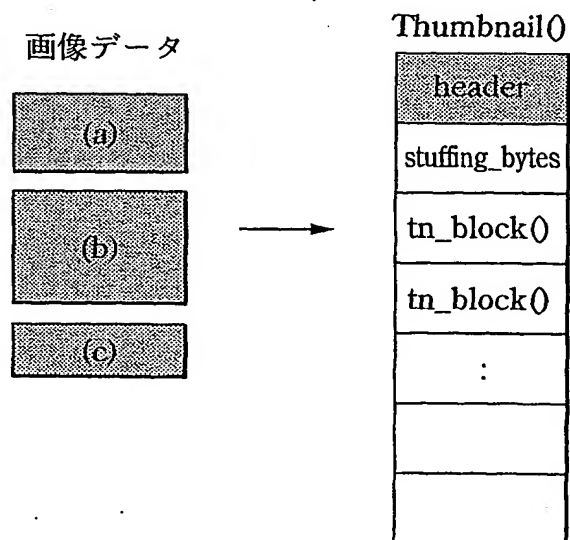 画像データ
(a)
(b)
(c)
Thumbnail()
header
stuffing_bytes
tn_block()
tn_block()
: